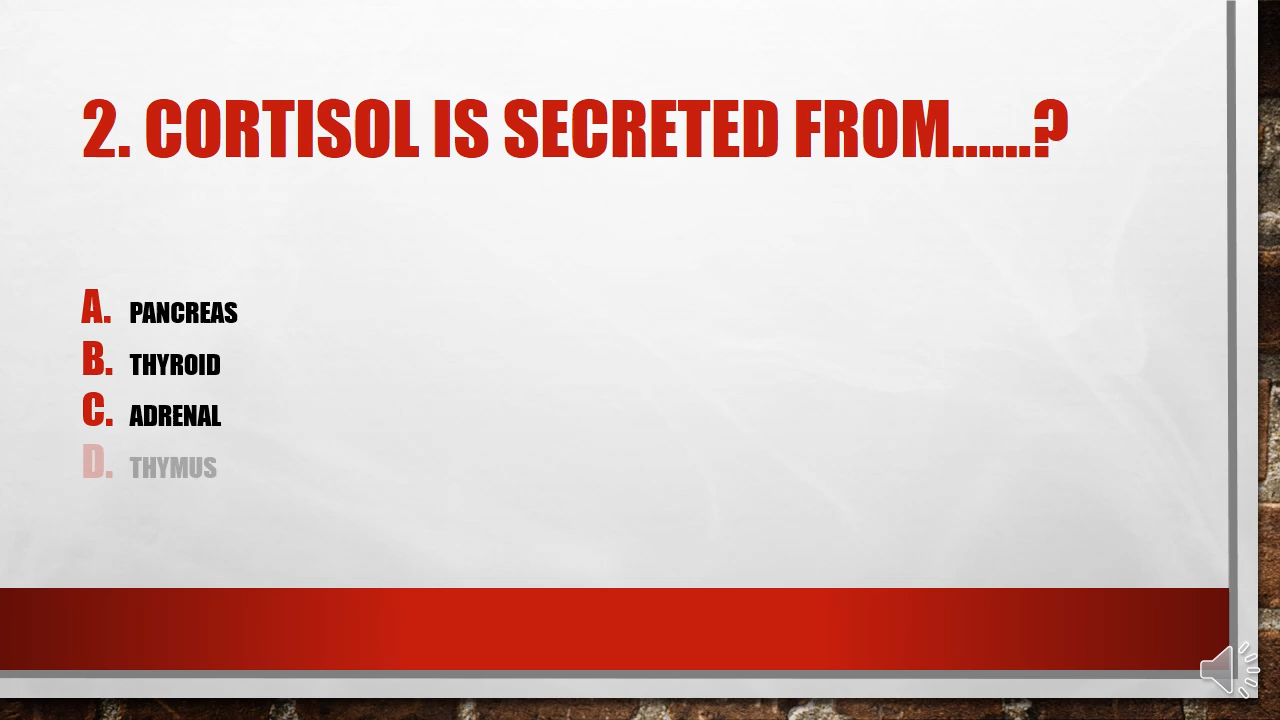 2. CORTISOL IS SECRETED FROM......?
A. PANCREAS
B. THYROID
C. ADRENAL
D. THYMUS